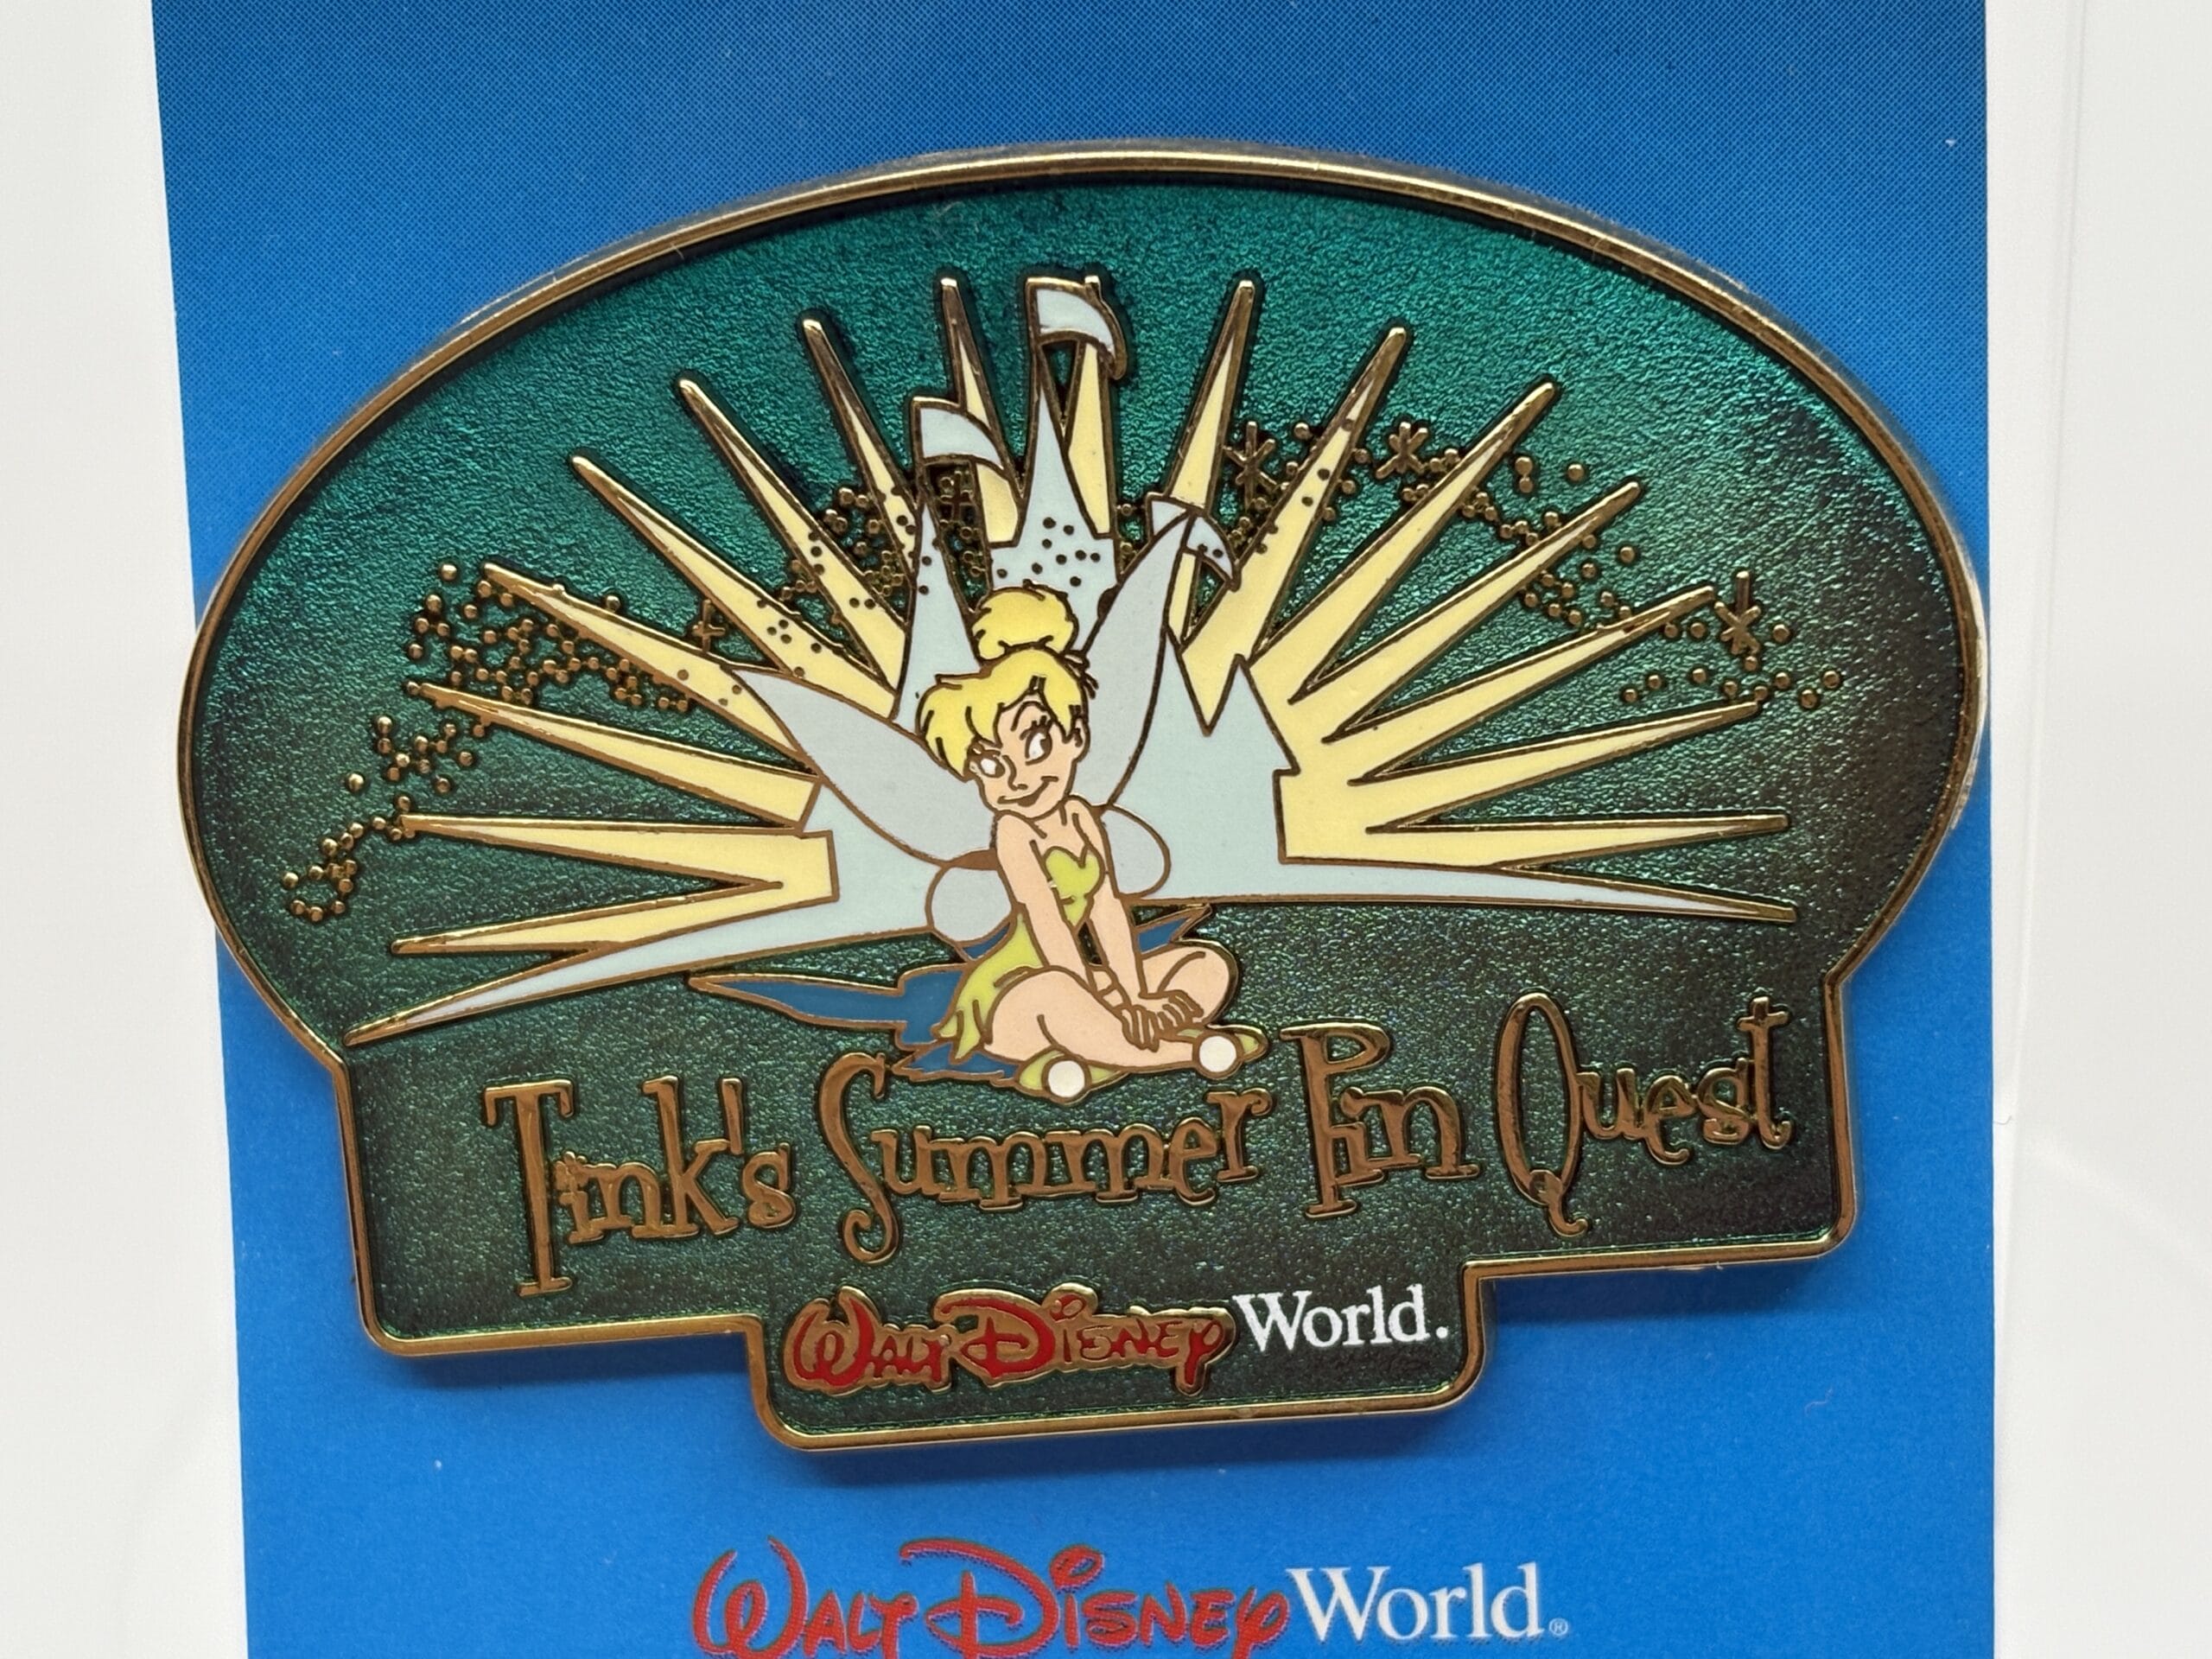 Tink's Summer Pin Quest
Walt Disney World.
Walt Disney World®